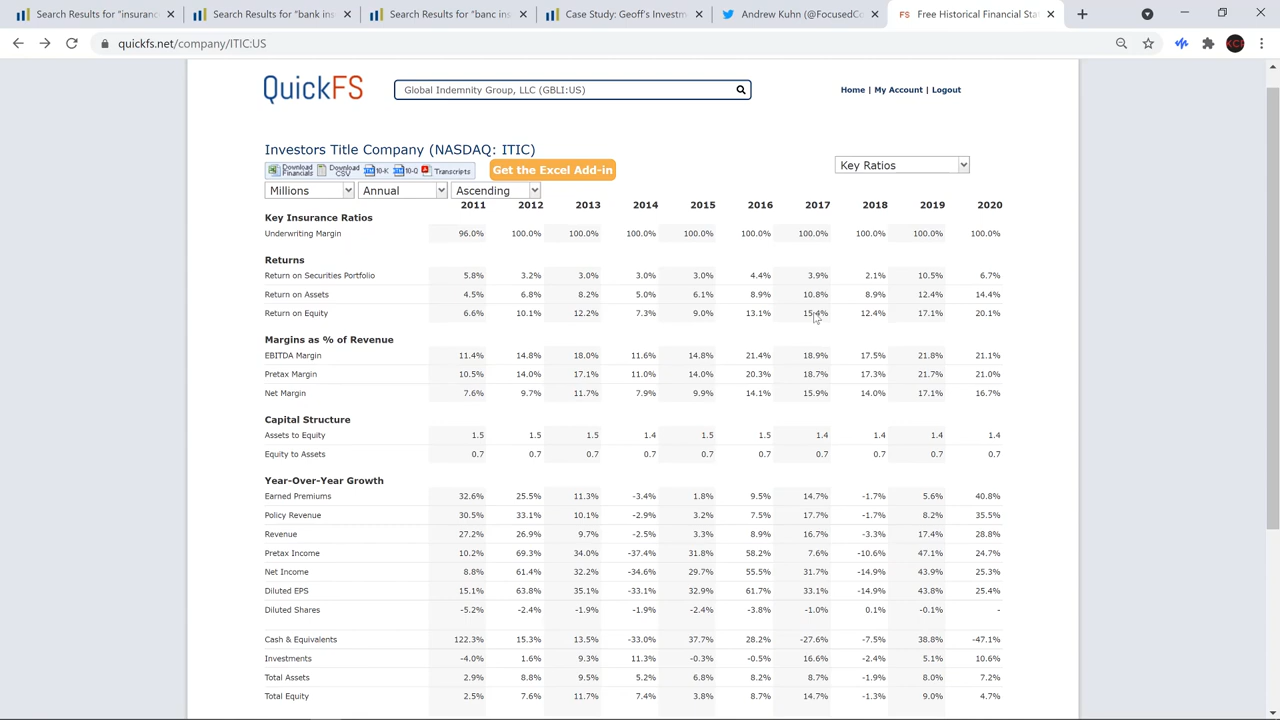 Search Results for "insuranc
Search Results for "bank ins
Search Results for "banc ins
Case Study: Geoff's Investm
Andrew Kuhn (@FocusedCo
FS Free Historical Financial Sta
quickfs.net/company/ITIC:US
QuickFS
Global Indemnity Group, LLC (GBLI:US)
Home | My Account | Logout
Investors Title Company (NASDAQ: ITIC)
Download Financials
Download CSV
10-K
10-Q
Transcripts
Get the Excel Add-in
Key Ratios
Millions
Annual
Ascending
2011 2012 2013 2014 2015 2016 2017 2018 2019 2020
Key Insurance Ratios
Underwriting Margin 96.0% 100.0% 100.0% 100.0% 100.0% 100.0% 100.0% 100.0% 100.0% 100.0%
Returns
Return on Securities Portfolio 5.8% 3.2% 3.0% 3.0% 3.0% 4.4% 3.9% 2.1% 10.5% 6.7%
Return on Assets 4.5% 6.8% 8.2% 5.0% 6.1% 8.9% 10.8% 8.9% 12.4% 14.4%
Return on Equity 6.6% 10.1% 12.2% 7.3% 9.0% 13.1% 15.4% 12.4% 17.1% 20.1%
Margins as % of Revenue
EBITDA Margin 11.4% 14.8% 18.0% 11.6% 14.8% 21.4% 18.9% 17.5% 21.8% 21.1%
Pretax Margin 10.5% 14.0% 17.1% 11.0% 14.0% 20.3% 18.7% 17.3% 21.7% 21.0%
Net Margin 7.6% 9.7% 11.7% 7.9% 9.9% 14.1% 15.9% 14.0% 17.1% 16.7%
Capital Structure
Assets to Equity 1.5 1.5 1.5 1.4 1.5 1.5 1.4 1.4 1.4 1.4
Equity to Assets 0.7 0.7 0.7 0.7 0.7 0.7 0.7 0.7 0.7 0.7
Year-Over-Year Growth
Earned Premiums 32.6% 25.5% 11.3% -3.4% 1.8% 9.5% 14.7% -1.7% 5.6% 40.8%
Policy Revenue 30.5% 33.1% 10.1% -2.9% 3.2% 7.5% 17.7% -1.7% 8.2% 35.5%
Revenue 27.2% 26.9% 9.7% -2.5% 3.3% 8.9% 16.7% -3.3% 17.4% 28.8%
Pretax Income 10.2% 69.3% 34.0% -37.4% 31.8% 58.2% 7.6% -10.6% 47.1% 24.7%
Net Income 8.8% 61.4% 32.2% -34.6% 29.7% 55.5% 31.7% -14.9% 43.9% 25.3%
Diluted EPS 15.1% 63.8% 35.1% -33.1% 32.9% 61.7% 33.1% -14.9% 43.8% 25.4%
Diluted Shares -5.2% -2.4% -1.9% -1.9% -2.4% -3.8% -1.0% 0.1% -0.1% -
Cash & Equivalents 122.3% 15.3% 13.5% -33.0% 37.7% 28.2% -27.6% -7.5% 38.8% -47.1%
Investments -4.0% 1.6% 9.3% 11.3% -0.3% -0.5% 16.6% -2.4% 5.1% 10.6%
Total Assets 2.9% 8.8% 9.5% 5.2% 6.8% 8.2% 8.7% -1.9% 8.0% 7.2%
Total Equity 2.5% 7.6% 11.7% 7.4% 3.8% 8.7% 14.7% -1.3% 9.0% 4.7%